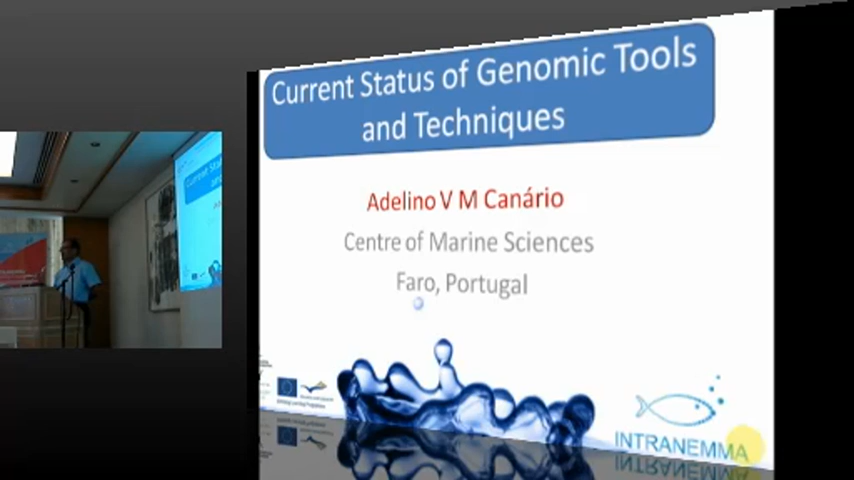 Current Status of Genomic Tools
and Techniques
Adelino V M Canário
Centre of Marine Sciences
Faro, Portugal
INTRANEMMA